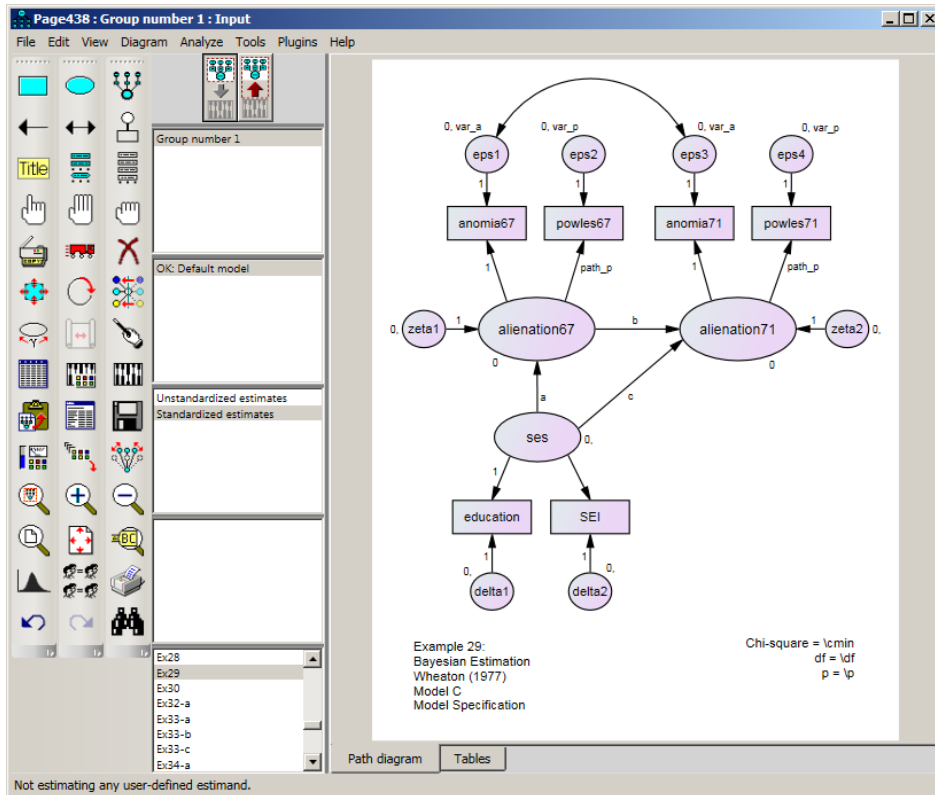 Page438 : Group number 1 : Input
File Edit View Diagram Analyze Tools Plugins Help
Title
Group number 1
OK: Default model
Unstandardized estimates
Standardized estimates
Ex28
Ex29
Ex30
Ex32-a
Ex33-a
Ex33-b
Ex33-c
Ex34-a
0, var_a 0, var_p 0, var_a 0, var_p
eps1 eps2 eps3 eps4
1 1 1 1
anomia67 powles67 anomia71 powles71
1 path_p 1 path_p
0, zeta1 1 alienation67 b alienation71 1 zeta2 0,
0 0
a c
ses 0,
1
education SEI
1 1
0, 0,
delta1 delta2
Example 29:
Bayesian Estimation
Wheaton (1977)
Model C
Model Specification
Chi-square = \cmin
df = \df
p = \p
Path diagram Tables
Not estimating any user-defined estimand.